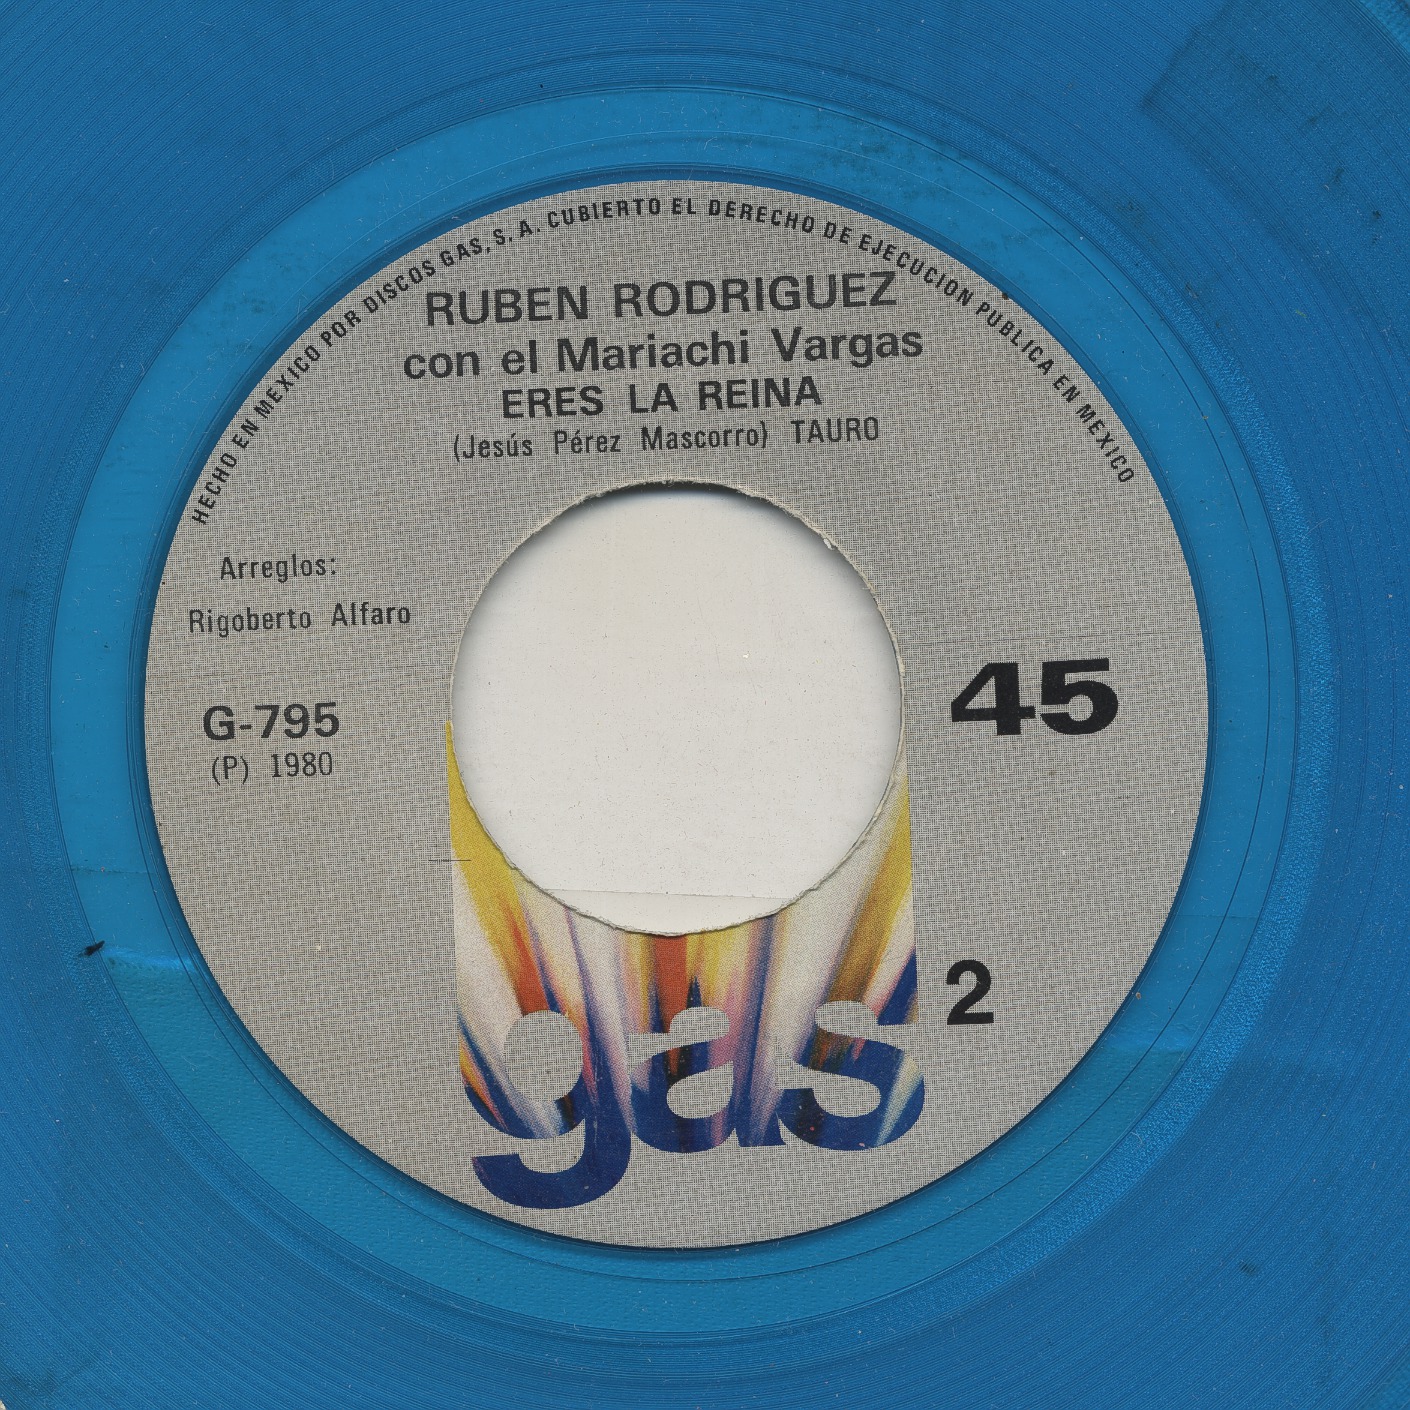 HECHO EN MEXICO POR DISCOS GAS, S. A. CUBIERTO EL DERECHO DE EJECUCION PUBLICA EN MEXICO
RUBEN RODRIGUEZ
con el Mariachi Vargas
ERES LA REINA
(Jesús Pérez Mascorro) TAURO
Arreglos:
Rigoberto Alfaro
G-795
(P) 1980
45
2
gas